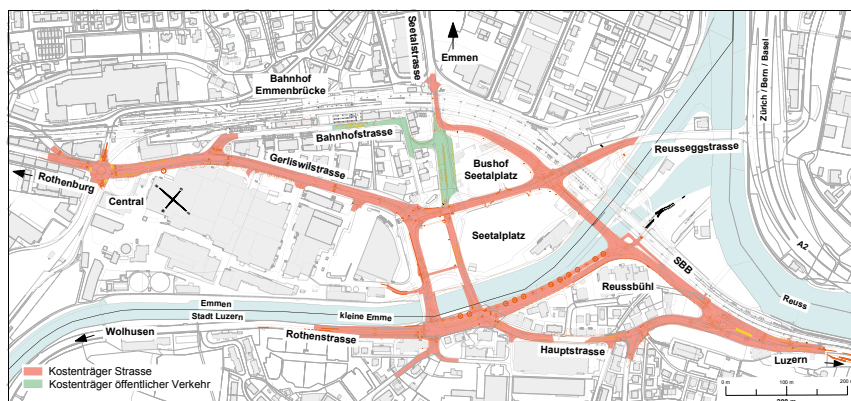 Seetalstrasse
Emmen
Bahnhof
Emmenbrücke
Zürich / Bern / Basel
Bahnhofstrasse
Reusseggstrasse
Gerliswilstrasse
Bushof
Seetalplatz
Rothenburg
Central
Seetalplatz
A2
SBB
Reussbühl
Reuss
Emmen
Stadt Luzern
kleine Emme
Wolhusen
Rothenstrasse
Hauptstrasse
Luzern
Kostenträger Strasse
Kostenträger öffentlicher Verkehr
0 m
100 m
200 m